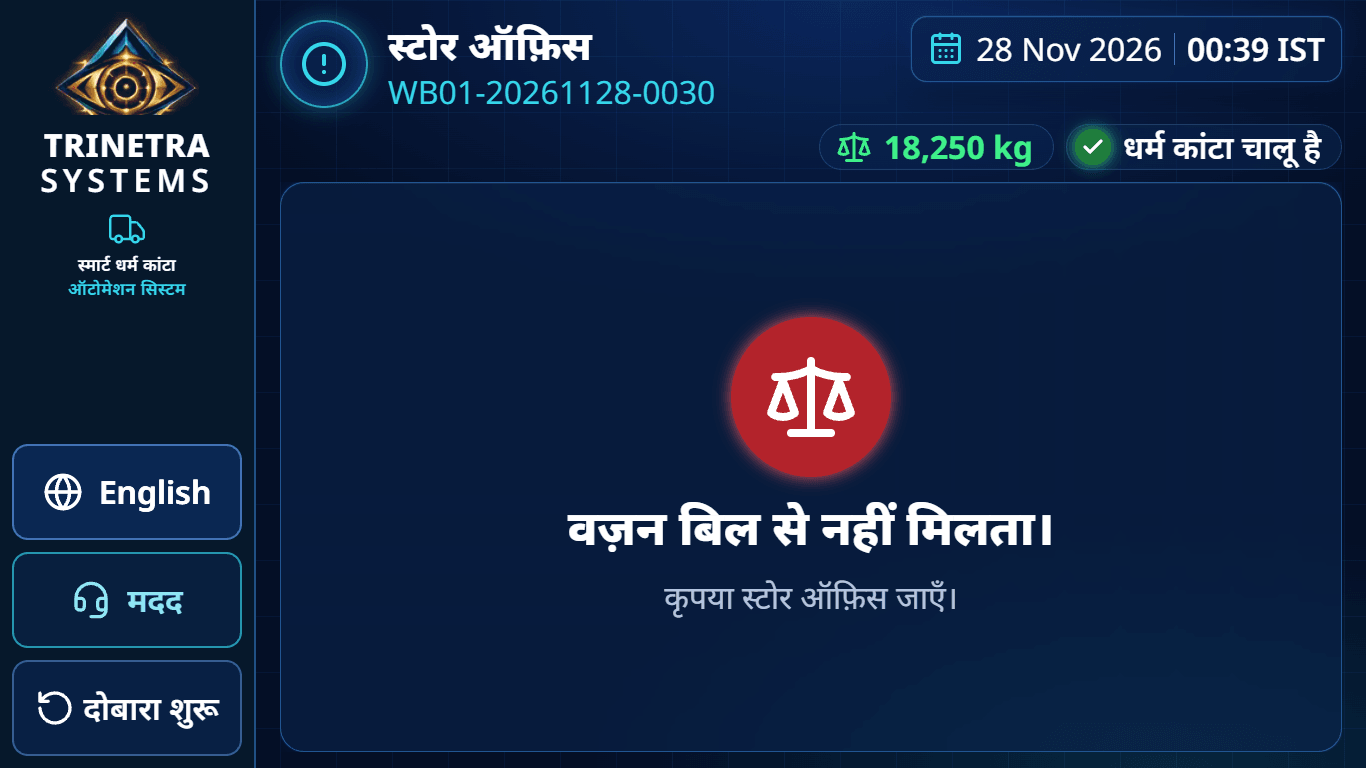 TRINETRA
SYSTEMS
स्मार्ट धर्म कांटा
ऑटोमेशन सिस्टम
English
मदद
दोबारा शुरू
स्टोर ऑफ़िस
WB01-20261128-0030
28 Nov 2026 00:39 IST
18,250 kg
धर्म कांटा चालू है
वज़न बिल से नहीं मिलता।
कृपया स्टोर ऑफ़िस जाएँ।